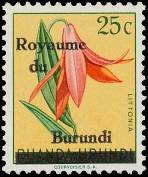 25c
Royaume
du
LITTONIA
Burundi
RUANDA-URUNDI
COURVOISIER S.A.